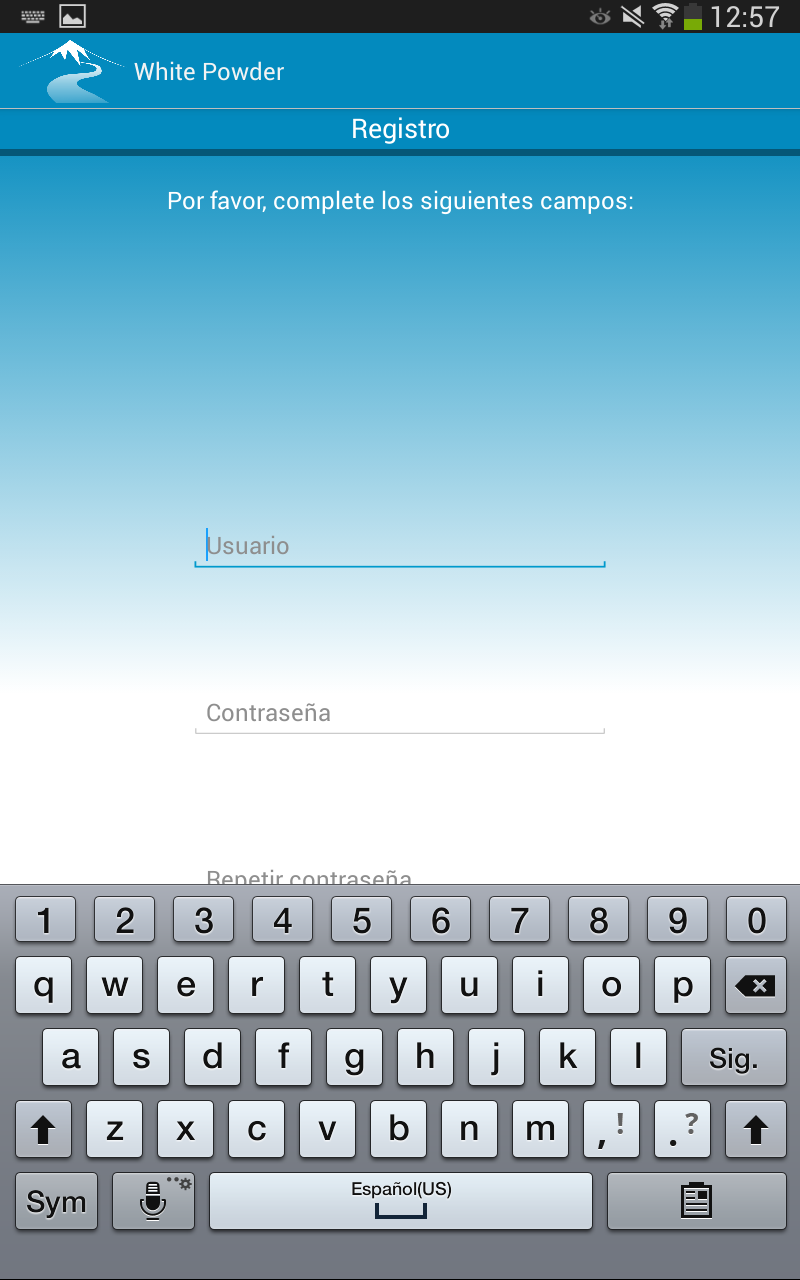 12:57
White Powder
Registro
Por favor, complete los siguientes campos:
Usuario
Contraseña
Repetir contraseña
1 2 3 4 5 6 7 8 9 0
q w e r t y u i o p
a s d f g h j k l Sig.
z x c v b n m , ! . ?
Sym Español(US)